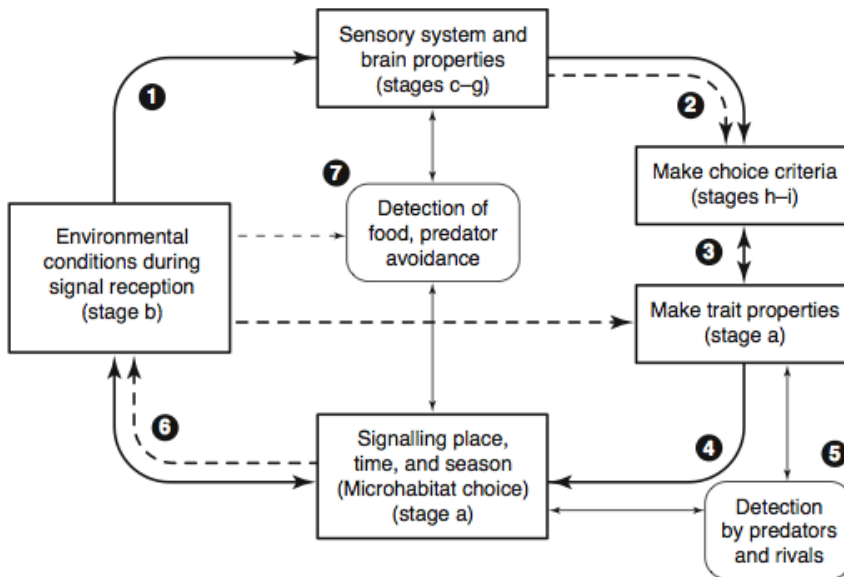 Sensory system and
brain properties
(stages c–g)
1
2
7
Make choice criteria
(stages h–i)
Detection of
food, predator
avoidance
Environmental
conditions during
signal reception
(stage b)
3
Make trait properties
(stage a)
6
Signalling place,
time, and season
(Microhabitat choice)
(stage a)
4
5
Detection
by predators
and rivals